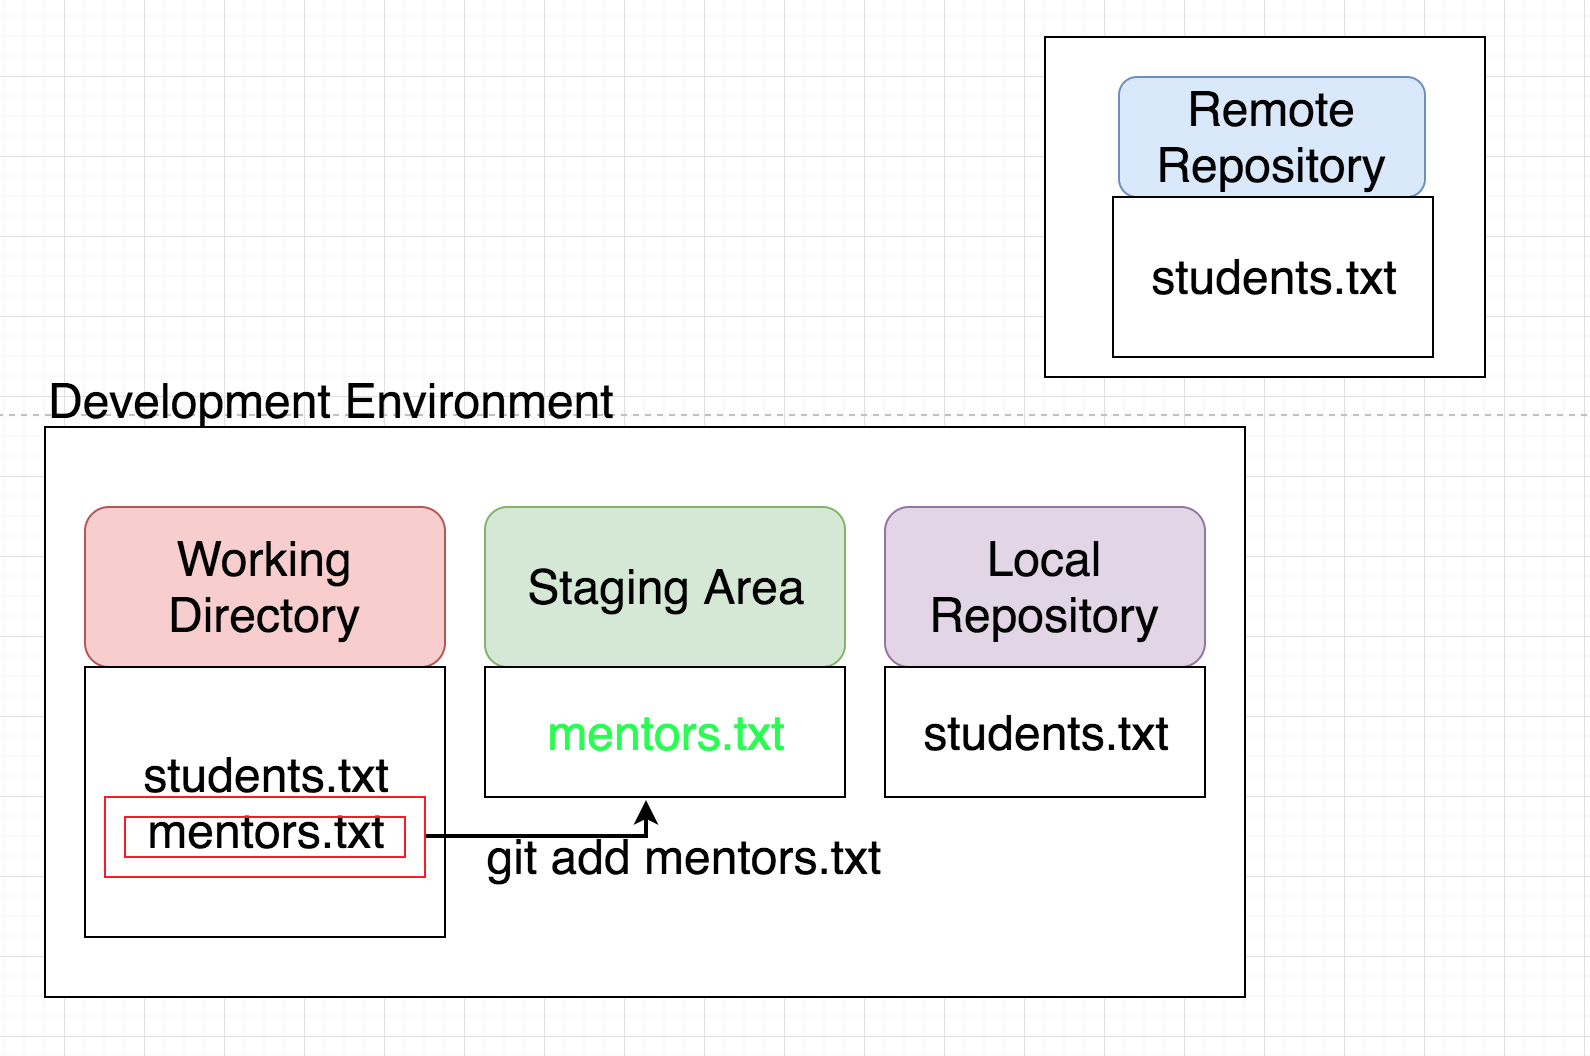 Remote
Repository
students.txt
Development Environment
Working
Directory
Staging Area
Local
Repository
students.txt
mentors.txt
mentors.txt
students.txt
git add mentors.txt